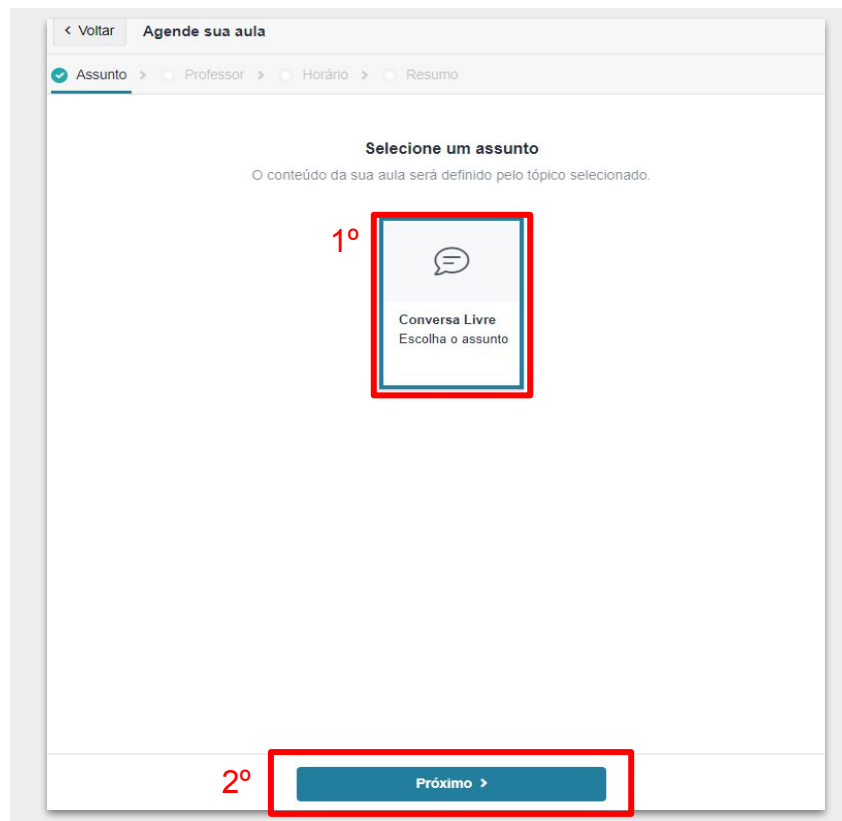 < Voltar Agende sua aula
Assunto > Professor > Horário > Resumo
Selecione um assunto
O conteúdo da sua aula será definido pelo tópico selecionado.
1º
Conversa Livre
Escolha o assunto
2º
Próximo >